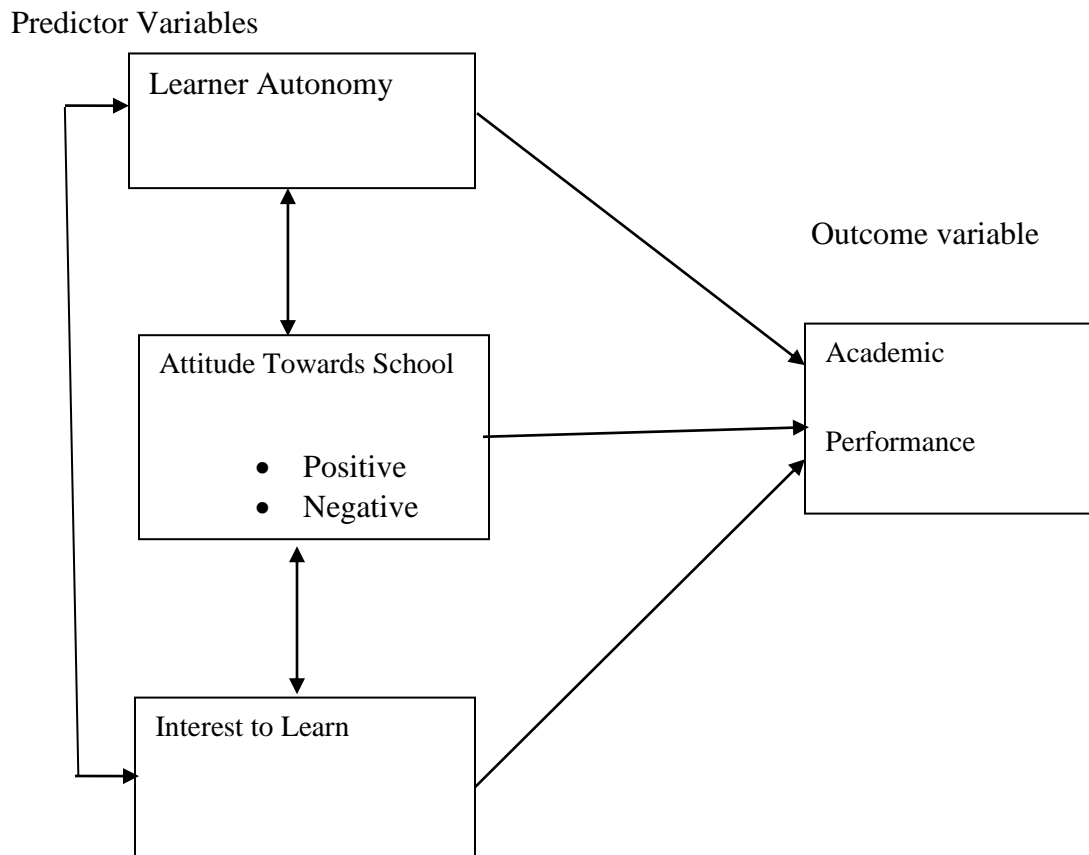 Predictor Variables
Learner Autonomy
Outcome variable
Attitude Towards School
• Positive
• Negative
Academic
Performance
Interest to Learn